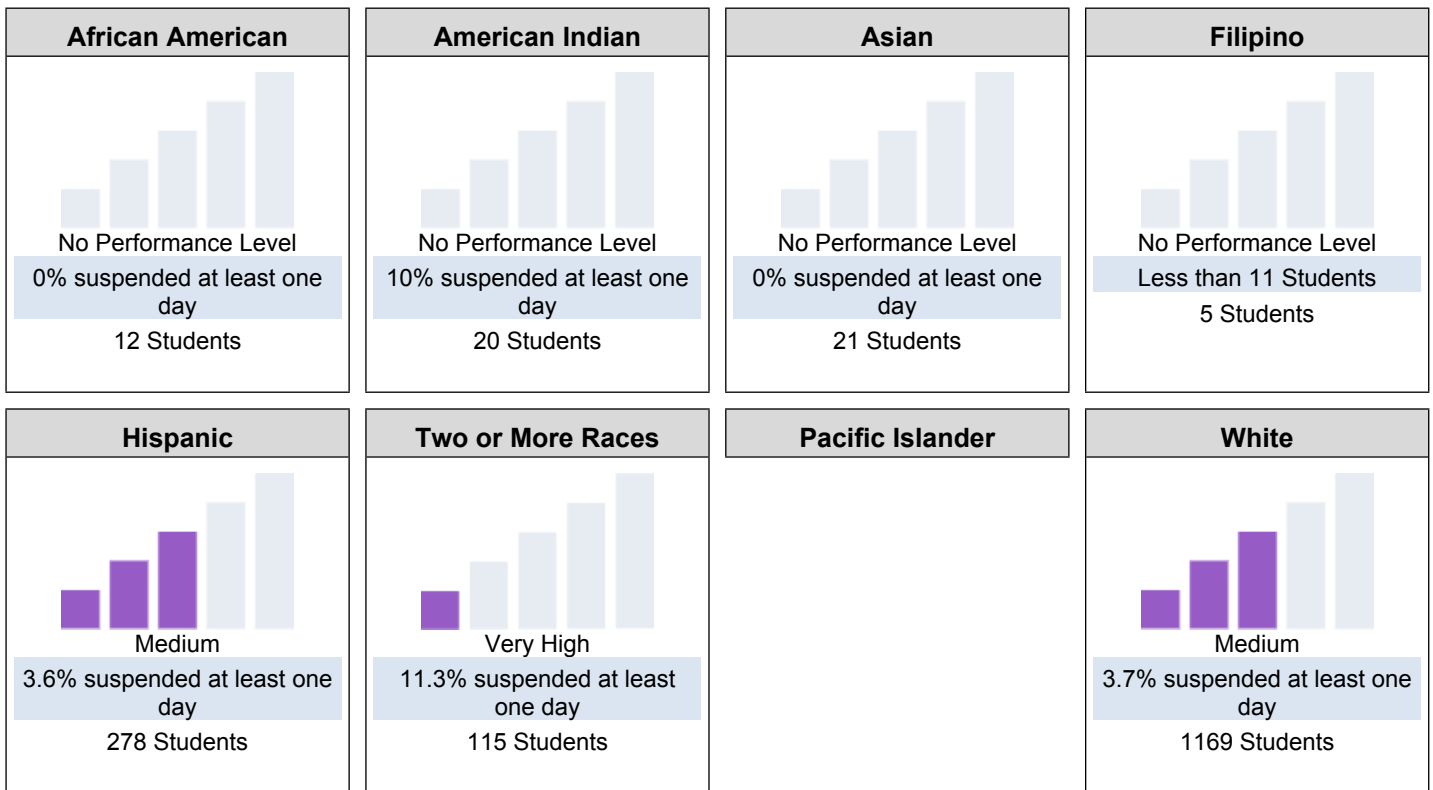 African American
No Performance Level
0% suspended at least one
day
12 Students
American Indian
No Performance Level
10% suspended at least one
day
20 Students
Asian
No Performance Level
0% suspended at least one
day
21 Students
Filipino
No Performance Level
Less than 11 Students
5 Students
Hispanic
Medium
3.6% suspended at least one
day
278 Students
Two or More Races
Very High
11.3% suspended at least
one day
115 Students
Pacific Islander
White
Medium
3.7% suspended at least one
day
1169 Students